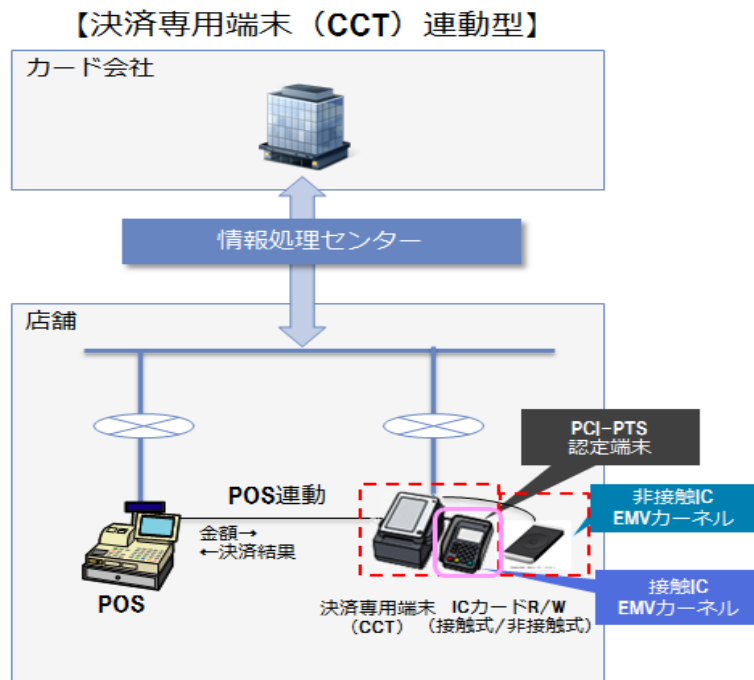 【決済専用端末（CCT）連動型】
カード会社
情報処理センター
店舗
PCI-PTS
認定端末
POS連動
金額→
←決済結果
非接触IC
EMVカーネル
接触IC
EMVカーネル
POS
決済専用端末
（CCT）
ICカードR/W
（接触式/非接触式）